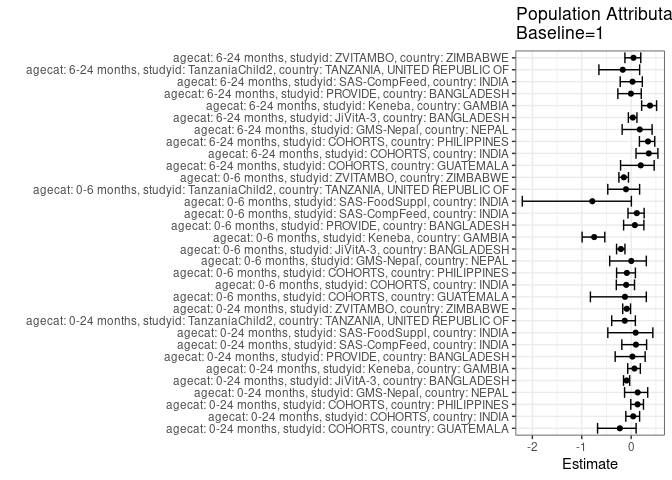 Population Attributa
Baseline=1
agecat: 6-24 months, studyid: ZVITAMBO, country: ZIMBABWE
agecat: 6-24 months, studyid: TanzaniaChild2, country: TANZANIA, UNITED REPUBLIC OF
agecat: 6-24 months, studyid: SAS-CompFeed, country: INDIA
agecat: 6-24 months, studyid: PROVIDE, country: BANGLADESH
agecat: 6-24 months, studyid: Keneba, country: GAMBIA
agecat: 6-24 months, studyid: JiVitA-3, country: BANGLADESH
agecat: 6-24 months, studyid: GMS-Nepal, country: NEPAL
agecat: 6-24 months, studyid: COHORTS, country: PHILIPPINES
agecat: 6-24 months, studyid: COHORTS, country: INDIA
agecat: 6-24 months, studyid: COHORTS, country: GUATEMALA
agecat: 0-6 months, studyid: ZVITAMBO, country: ZIMBABWE
agecat: 0-6 months, studyid: TanzaniaChild2, country: TANZANIA, UNITED REPUBLIC OF
agecat: 0-6 months, studyid: SAS-FoodSuppl, country: INDIA
agecat: 0-6 months, studyid: SAS-CompFeed, country: INDIA
agecat: 0-6 months, studyid: PROVIDE, country: BANGLADESH
agecat: 0-6 months, studyid: Keneba, country: GAMBIA
agecat: 0-6 months, studyid: JiVitA-3, country: BANGLADESH
agecat: 0-6 months, studyid: GMS-Nepal, country: NEPAL
agecat: 0-6 months, studyid: COHORTS, country: PHILIPPINES
agecat: 0-6 months, studyid: COHORTS, country: INDIA
agecat: 0-6 months, studyid: COHORTS, country: GUATEMALA
agecat: 0-24 months, studyid: ZVITAMBO, country: ZIMBABWE
agecat: 0-24 months, studyid: TanzaniaChild2, country: TANZANIA, UNITED REPUBLIC OF
agecat: 0-24 months, studyid: SAS-FoodSuppl, country: INDIA
agecat: 0-24 months, studyid: SAS-CompFeed, country: INDIA
agecat: 0-24 months, studyid: PROVIDE, country: BANGLADESH
agecat: 0-24 months, studyid: Keneba, country: GAMBIA
agecat: 0-24 months, studyid: JiVitA-3, country: BANGLADESH
agecat: 0-24 months, studyid: GMS-Nepal, country: NEPAL
agecat: 0-24 months, studyid: COHORTS, country: PHILIPPINES
agecat: 0-24 months, studyid: COHORTS, country: INDIA
agecat: 0-24 months, studyid: COHORTS, country: GUATEMALA
-2 -1 0
Estimate